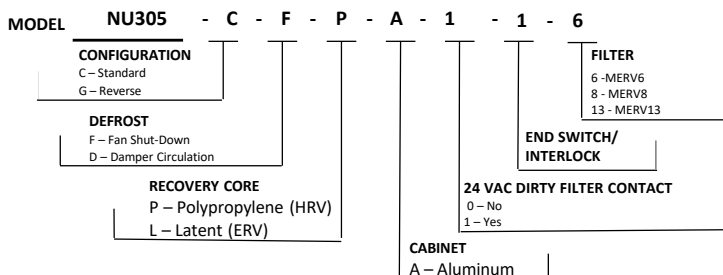 MODEL NU305 - C - F - P - A - 1 - 1 - 6
CONFIGURATION
C – Standard
G – Reverse
FILTER
6 -MERV6
8 - MERV8
13 - MERV13
DEFROST
F – Fan Shut-Down
D – Damper Circulation
END SWITCH/
INTERLOCK
RECOVERY CORE
P – Polypropylene (HRV)
L – Latent (ERV)
24 VAC DIRTY FILTER CONTACT
0 – No
1 – Yes
CABINET
A – Aluminum